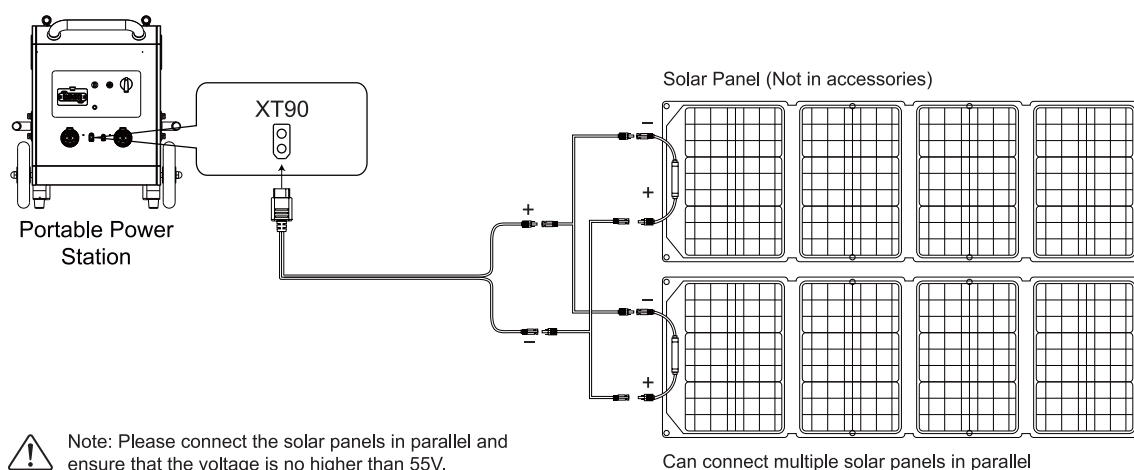 Solar Panel (Not in accessories)
XT90
−
+
+
Portable Power
Station
−
−
+
Note: Please connect the solar panels in parallel and
ensure that the voltage is no higher than 55V.
Can connect multiple solar panels in parallel